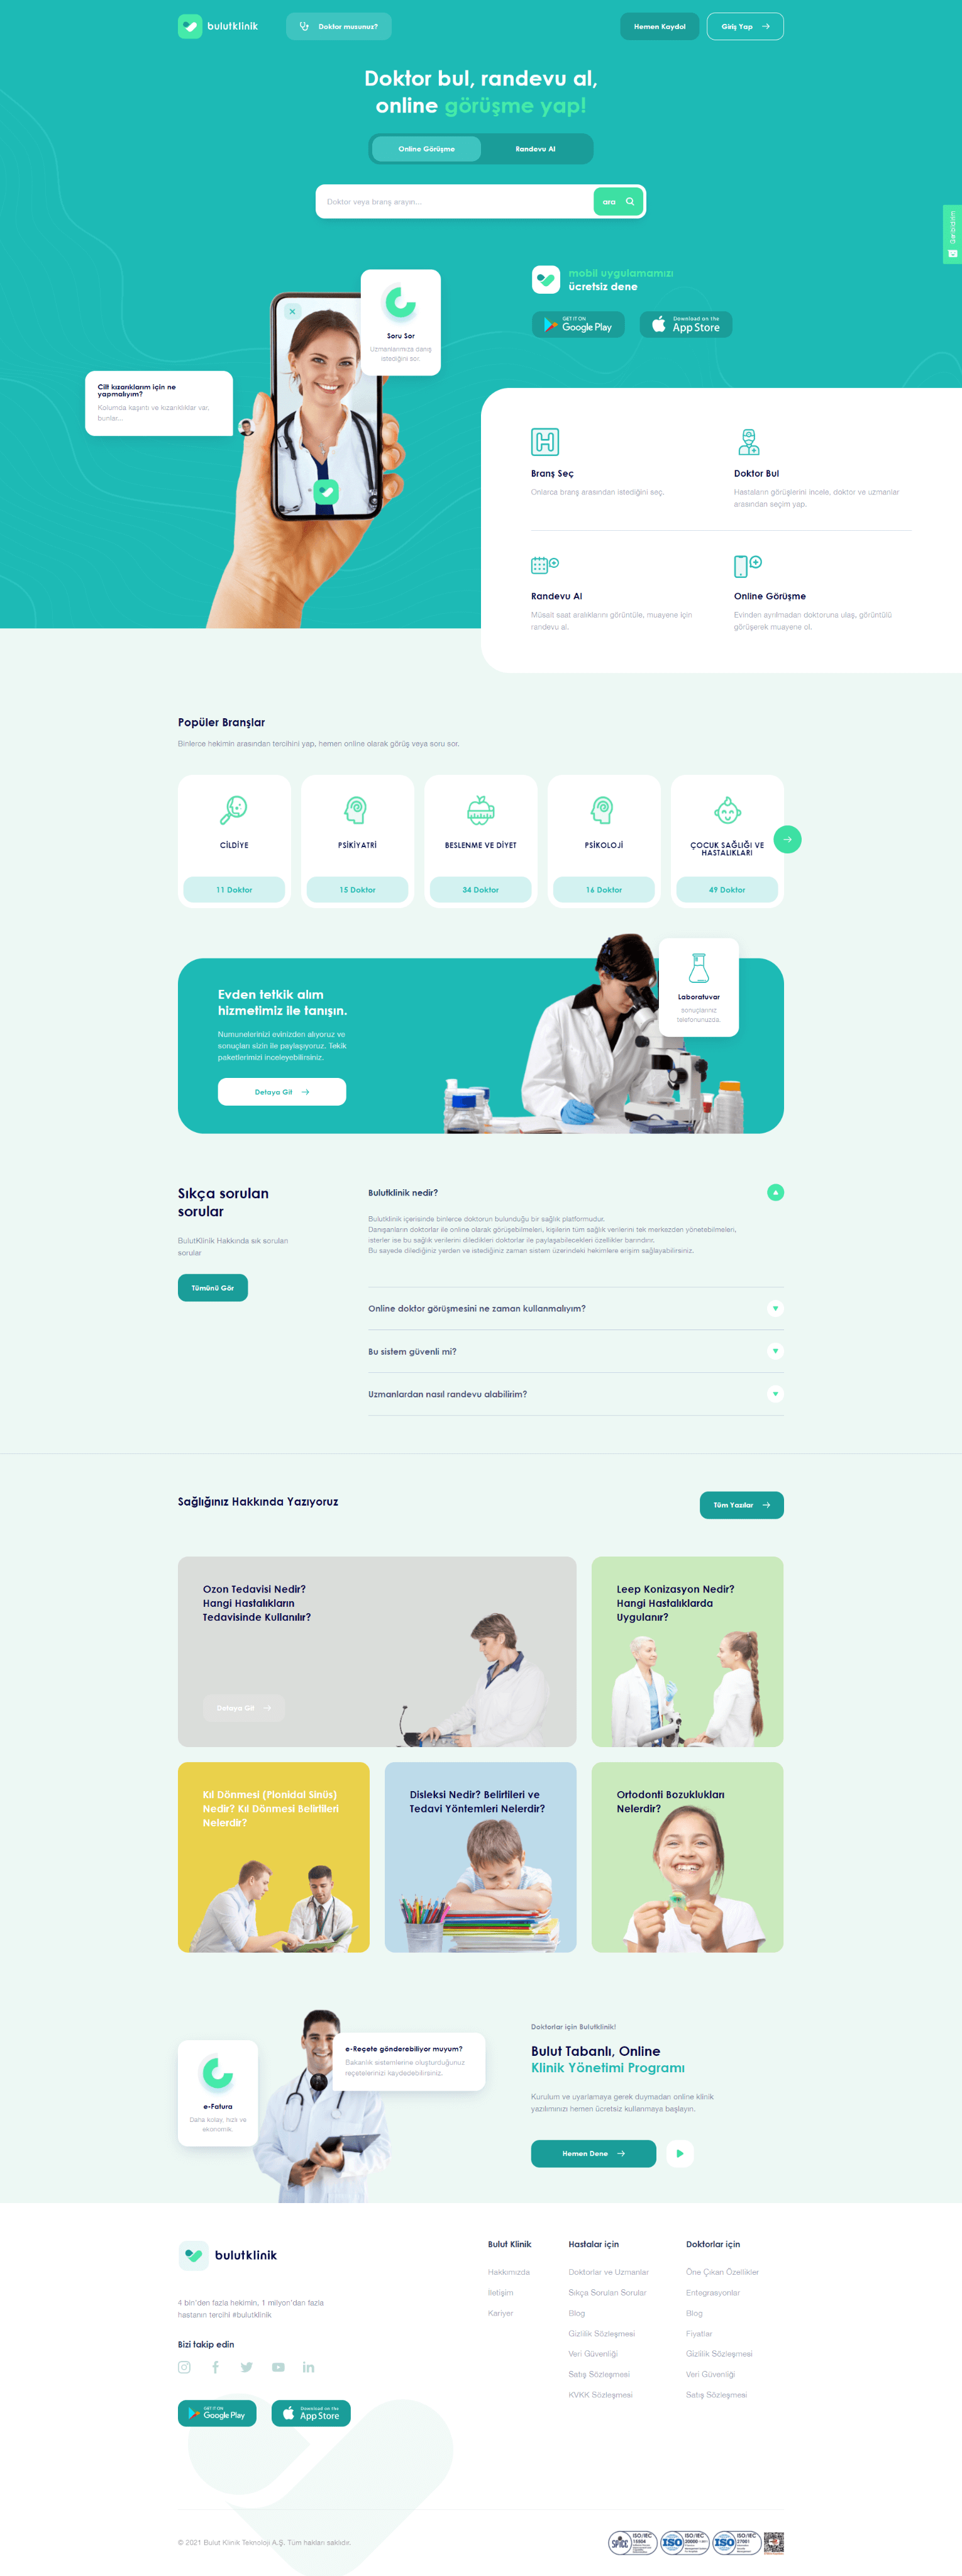 bulutklinik
Doktor musunuz?
Hemen Kaydol
Giriş Yap
Doktor bul, randevu al,
online görüşme yap!
Online Görüşme
Randevu Al
Doktor veya branş arayın...
ara
mobil uygulamamızı
ücretsiz dene
GET IT ON
Google Play
Download on the
App Store
Soru Sor
Uzmanlarımıza danış
istediğini sor.
Cilt kızarıklarım için ne
yapmalıyım?
Kolumda kaşıntı ve kızarıklıklar var,
bunlar...
Branş Seç
Onlarca branş arasından istediğini seç.
Doktor Bul
Hastaların görüşlerini incele, doktor ve uzmanlar
arasından seçim yap.
Randevu Al
Müsait saat aralıklarını görüntüle, muayene için
randevu al.
Online Görüşme
Evinden ayrılmadan doktoruna ulaş, görüntülü
görüşerek muayene ol.
Popüler Branşlar
Binlerce hekimin arasından tercihini yap, hemen online olarak görüş veya soru sor.
CİLDİYE
11 Doktor
PSİKİYATRİ
15 Doktor
BESLENME VE DİYET
34 Doktor
PSİKOLOJİ
16 Doktor
ÇOCUK SAĞLIĞI VE
HASTALIKLARI
49 Doktor
Evden tetkik alım
hizmetimiz ile tanışın.
Numunelerinizi evinizden alıyoruz ve
sonuçları sizin ile paylaşıyoruz. Tekik
paketlerimizi inceleyebilirsiniz.
Detaya Git
Laboratuvar
sonuçlarınız
telefonunuzda.
Sıkça sorulan
sorular
BulutKlinik Hakkında sık sorulan
sorular
Tümünü Gör
Bulutklinik nedir?
Bulutklinik içerisinde binlerce doktorun bulunduğu bir sağlık platformudur.
Danışanların doktorlar ile online olarak görüşebilmeleri, kişilerin tüm sağlık verilerini tek merkezden yönetebilmeleri,
isterler ise bu sağlık verilerini diledikleri doktorlar ile paylaşabilecekleri özellikler barındırır.
Bu sayede dilediğiniz yerden ve istediğiniz zaman sistem üzerindeki hekimlere erişim sağlayabilirsiniz.
Online doktor görüşmesini ne zaman kullanmalıyım?
Bu sistem güvenli mi?
Uzmanlardan nasıl randevu alabilirim?
Sağlığınız Hakkında Yazıyoruz
Tüm Yazılar
Ozon Tedavisi Nedir?
Hangi Hastalıkların
Tedavisinde Kullanılır?
Detaya Git
Leep Konizasyon Nedir?
Hangi Hastalıklarda
Uygulanır?
Kıl Dönmesi (Pionidal Sinüs)
Nedir? Kıl Dönmesi Belirtileri
Nelerdir?
Disleksi Nedir? Belirtileri ve
Tedavi Yöntemleri Nelerdir?
Ortodonti Bozuklukları
Nelerdir?
e-Fatura
Daha kolay, hızlı ve
ekonomik.
e-Reçete gönderebiliyor muyum?
Bakanlık sistemlerine oluşturduğunuz
reçetelerinizi kaydedebilirsiniz.
Doktorlar için Bulutklinik!
Bulut Tabanlı, Online
Klinik Yönetimi Programı
Kurulum ve uyarlamaya gerek duymadan online klinik
yazılımınızı hemen ücretsiz kullanmaya başlayın.
Hemen Dene
bulutklinik
4 bin'den fazla hekimin, 1 milyon'dan fazla
hastanın tercihi #bulutklinik
Bizi takip edin
GET IT ON
Google Play
Download on the
App Store
Bulut Klinik
Hakkımızda
İletişim
Kariyer
Hastalar için
Doktorlar ve Uzmanlar
Sıkça Sorulan Sorular
Blog
Gizlilik Sözleşmesi
Veri Güvenliği
Satış Sözleşmesi
KVKK Sözleşmesi
Doktorlar için
Öne Çıkan Özellikler
Entegrasyonlar
Blog
Fiyatlar
Gizlilik Sözleşmesi
Veri Güvenliği
Satış Sözleşmesi
© 2021 Bulut Klinik Teknoloji A.Ş. Tüm hakları saklıdır.
SPICE
ISO/IEC
15504
ISO
ISO/IEC
ISO
ISO/IEC
27001